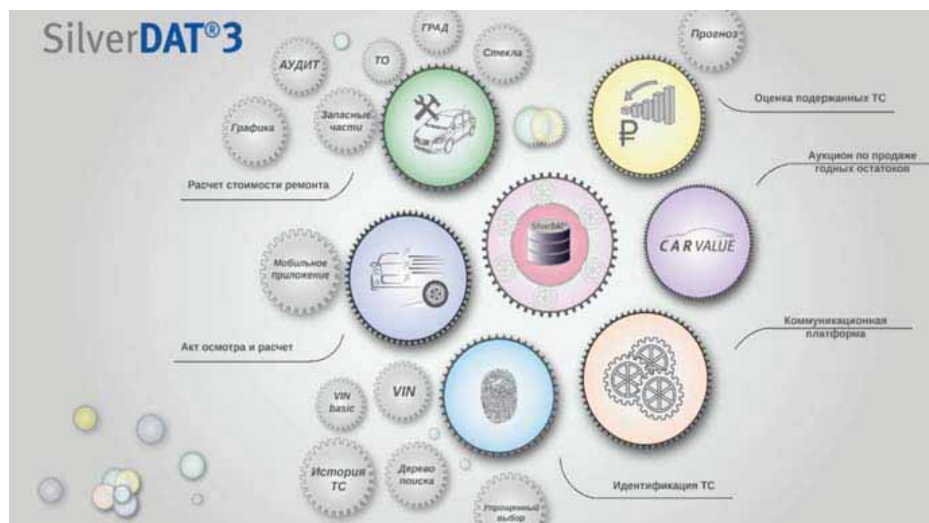 SilverDAT®3
ГРАД
ТО
Стекла
АУДИТ
Графика
Запасные
части
Прогноз
Оценка подержанных ТС
Расчет стоимости ремонта
Аукцион по продаже
годных остатков
SilverDAT
CARVALUE
Мобильное
приложение
Акт осмотра и расчет
Коммуникационная
платформа
VIN
basic
VIN
История
ТС
Дерево
поиска
Упрощенный
выбор
Идентификация ТС